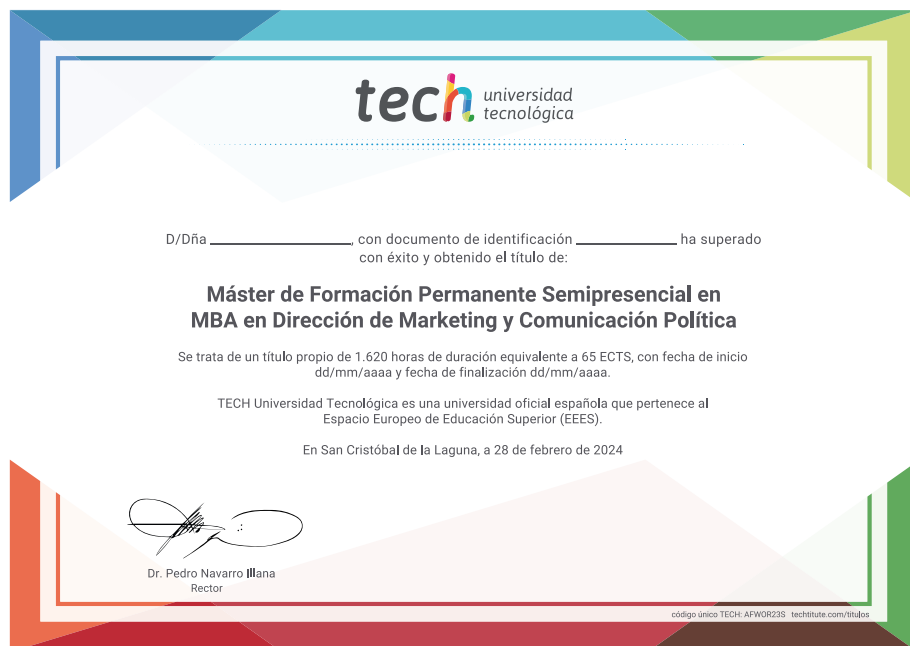 tech universidad
tecnológica
D/Dña ______________, con documento de identificación __________ ha superado
con éxito y obtenido el título de:
Máster de Formación Permanente Semipresencial en
MBA en Dirección de Marketing y Comunicación Política
Se trata de un título propio de 1.620 horas de duración equivalente a 65 ECTS, con fecha de inicio
dd/mm/aaaa y fecha de finalización dd/mm/aaaa.
TECH Universidad Tecnológica es una universidad oficial española que pertenece al
Espacio Europeo de Educación Superior (EEES).
En San Cristóbal de la Laguna, a 28 de febrero de 2024
Dr. Pedro Navarro Illana
Rector
código único TECH: AFWOR23S techtitute.com/titulos